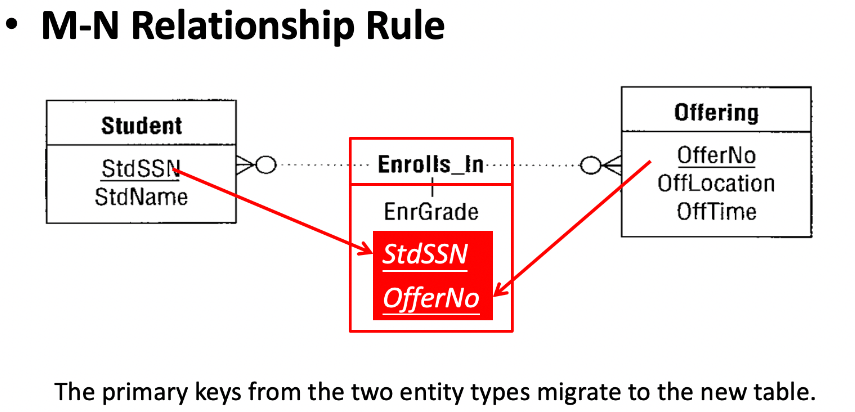 • M-N Relationship Rule
Student
StdSSN
StdName
Enrolls_In
EnrGrade
StdSSN
OfferNo
Offering
OfferNo
OffLocation
OffTime
The primary keys from the two entity types migrate to the new table.